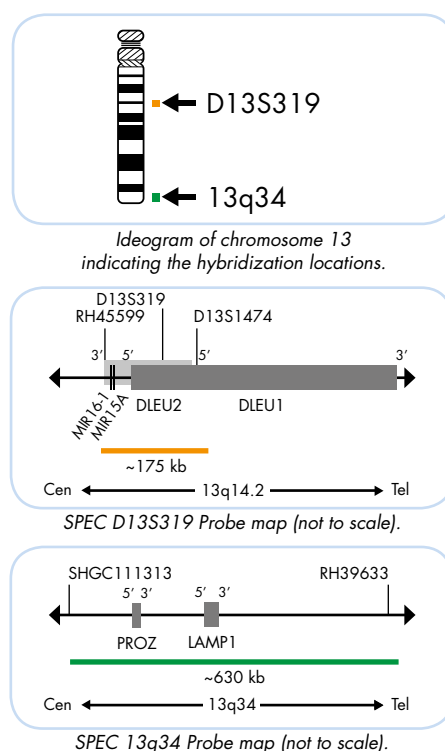 D13S319
13q34
Ideogram of chromosome 13
indicating the hybridization locations.
D13S319
RH45599 D13S1474
3’ 5’ 5’ 3’
MIR16-1
MIR15A
DLEU2 DLEU1
~175 kb
Cen 13q14.2 Tel
SPEC D13S319 Probe map (not to scale).
SHGC111313 RH39633
5’ 3’ 5’ 3’
PROZ LAMP1
~630 kb
Cen 13q34 Tel
SPEC 13q34 Probe map (not to scale).